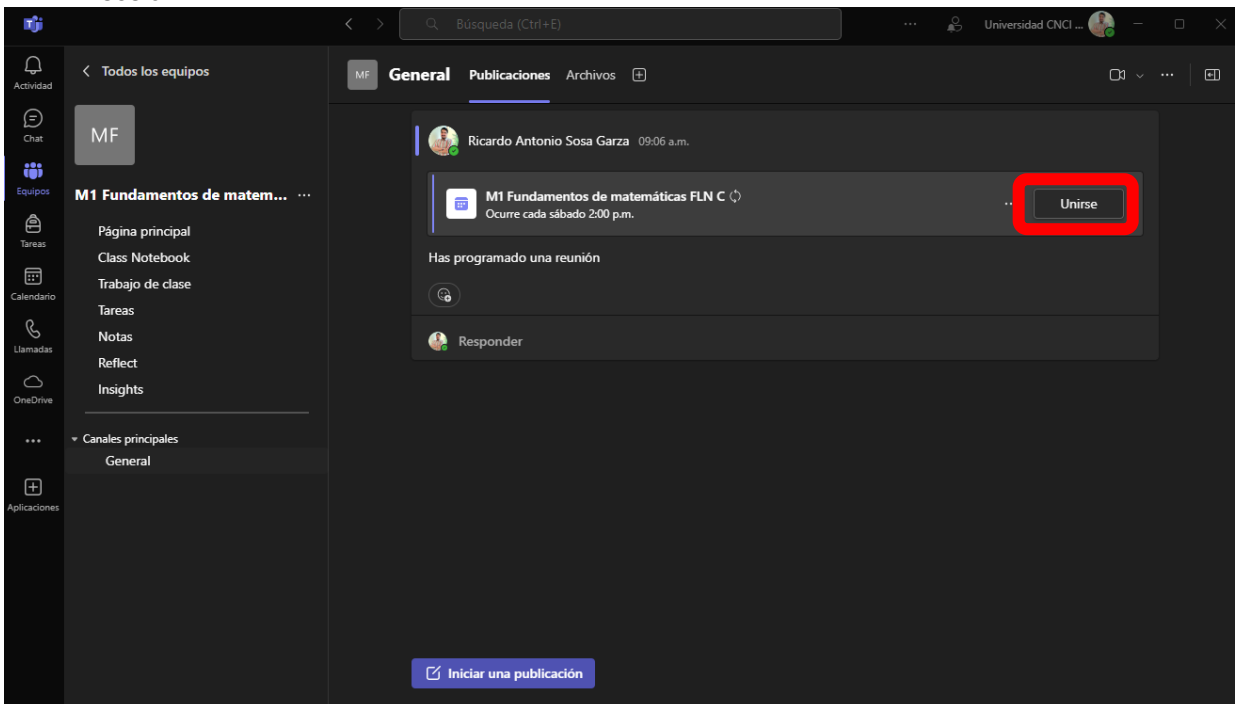 Búsqueda (Ctrl+E)
Universidad CNCI ...
Actividad
Chat
Equipos
Tareas
Calendario
Llamadas
OneDrive
Aplicaciones
Todos los equipos
MF
M1 Fundamentos de matem... ...
Página principal
Class Notebook
Trabajo de clase
Tareas
Notas
Reflect
Insights
Canales principales
General
MF General Publicaciones Archivos
Ricardo Antonio Sosa Garza 09:06 a.m.
M1 Fundamentos de matemáticas FLN C
Ocurre cada sábado 2:00 p.m.
Unirse
Has programado una reunión
Responder
Iniciar una publicación